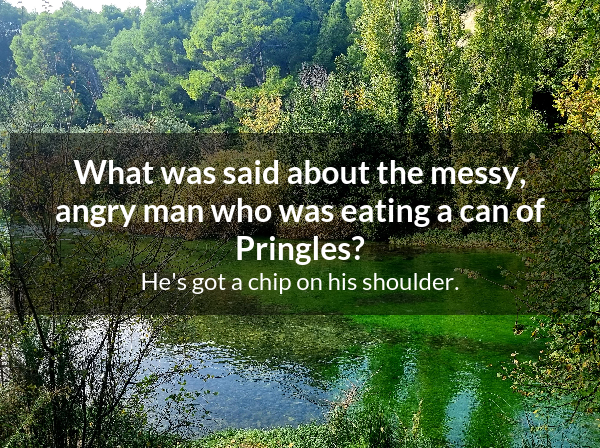 What was said about the messy,
angry man who was eating a can of
Pringles?
He's got a chip on his shoulder.